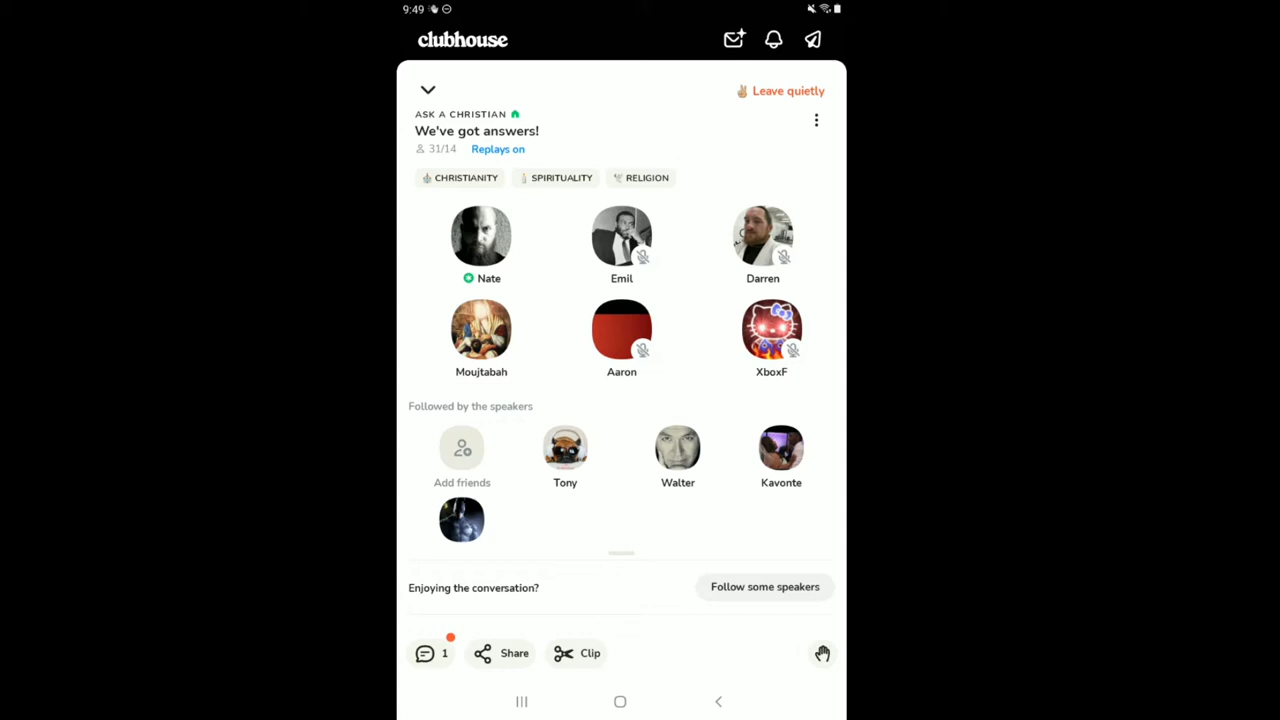 9:49
clubhouse
Leave quietly
ASK A CHRISTIAN
We've got answers!
31/14 Replays on
CHRISTIANITY SPIRITUALITY RELIGION
Nate Emil Darren
Moujtabah Aaron XboxF
Followed by the speakers
Add friends Tony Walter Kavonte
Enjoying the conversation? Follow some speakers
1 Share Clip